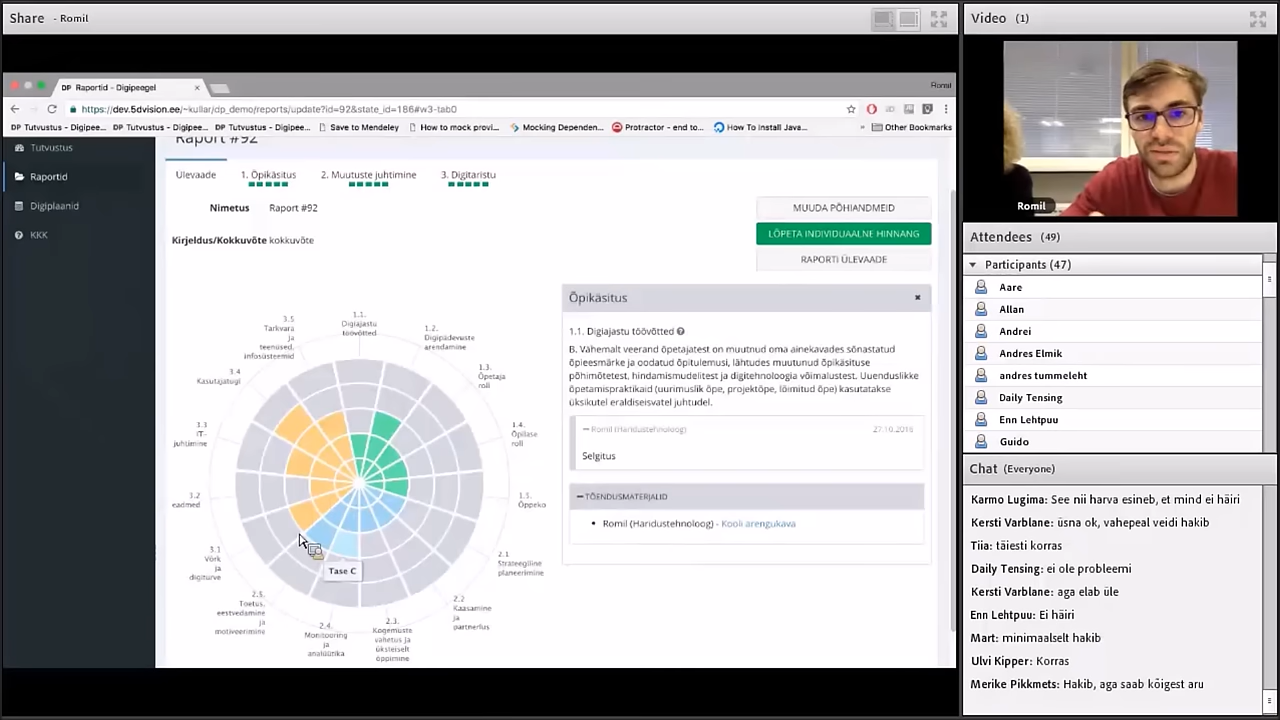 Share - Romil
DP Raportid - Digipeegel
Romil
https://dev.5dvision.ee/~kullar/dp_demo/reports/update?id=92&state_id=186#w3-tab0
DP Tutvustus - Digipee...
DP Tutvustus - Digipee...
DP Tutvustus - Digipee...
Save to Mendeley
How to mock provi...
Mocking Dependen...
Protractor - end to...
How To install Java...
» Other Bookmarks
Tutvustus
Raportid
Digiplaanid
KKK
Raport #92
Ülevaade
1. Õpikäsitus
2. Muutuste juhtimine
3. Digitaristu
Nimetus Raport #92
Kirjeldus/Kokkuvõte kokkuvõte
MUUDA PÕHIANDMEID
LÕPETA INDIVIDUAALNE HINNANG
RAPORTI ÜLEVAADE
1.1.
Digiajastu
töövõtted
1.2.
Digipädevuste
arendamine
1.3.
Õpetaja
roll
1.4.
Õpilase
roll
1.5.
Õppeko
2.1
Strateegiline
planeerimine
2.2
Kaasamine
ja
partnerlus
2.3.
Kogemuste
vahetus ja
üksteiselt
õppimine
2.4.
Monitooring
ja
analüütika
2.5.
Toetus,
eestvedamine
ja
motiveerimine
3.1
Võrk
ja
digiturve
3.2
eadmed
3.3
IT-
juhtimine
3.4
Kasutajatugi
3.5
Tarkvara
ja
teenused,
infosüsteemid
Tase C
Õpikäsitus ×
1.1. Digiajastu töövõtted
B. Vähemalt veerand õpetajatest on muutnud oma ainekavades sõnastatud
õpieesmärke ja oodatud õpitulemusi, lähtudes muutunud õpikäsituse
põhimõtetest, hindamismudelitest ja digitehnoloogia võimalustest. Uuenduslikke
õpetamispraktikaid (uurimuslik õpe, projektõpe, lõimitud õpe) kasutatakse
üksikutel eraldiseisvatel juhtudel.
Romil (Haridustehnoloog) 27.10.2016
Selgitus
TÕENDUSMATERJALID
• Romil (Haridustehnoloog) - Kooli arengukava
Video (1)
Romil
Attendees (49)
Participants (47)
Aare
Allan
Andrei
Andres Elmik
andres tummeleht
Daily Tensing
Enn Lehtpuu
Guido
Chat (Everyone)
Karmo Lugima: See nii harva esineb, et mind ei häiri
Kersti Varblane: üsna ok, vahepeal veidi hakib
Tiia: täiesti korras
Daily Tensing: ei ole probleemi
Kersti Varblane: aga elab üle
Enn Lehtpuu: Ei häiri
Mart: minimaalselt hakib
Ulvi Kipper: Korras
Merike Pikkmets: Hakib, aga saab kõigest aru